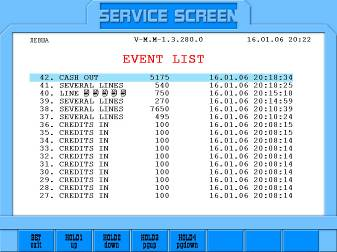 SERVICE SCREEN
V-M.M-1.3.280.0 16.01.06 20:22
EVENT LIST
42. CASH OUT 5175 16.01.06 20:18:34
41. SEVERAL LINES 540 16.01.06 20:18:25
40. LINE 750 16.01.06 20:15:18
39. SEVERAL LINES 270 16.01.06 20:14:59
38. SEVERAL LINES 7650 16.01.06 20:10:39
37. SEVERAL LINES 495 16.01.06 20:10:24
36. CREDITS IN 100 16.01.06 20:08:15
35. CREDITS IN 100 16.01.06 20:08:15
34. CREDITS IN 100 16.01.06 20:08:14
33. CREDITS IN 100 16.01.06 20:08:14
32. CREDITS IN 100 16.01.06 20:08:14
31. CREDITS IN 100 16.01.06 20:08:14
30. CREDITS IN 100 16.01.06 20:08:14
29. CREDITS IN 100 16.01.06 20:08:14
28. CREDITS IN 100 16.01.06 20:08:14
27. CREDITS IN 100 16.01.06 20:08:14
BET HOLD1 HOLD2 HOLD3 HOLD4
exit up down pgup pgdown